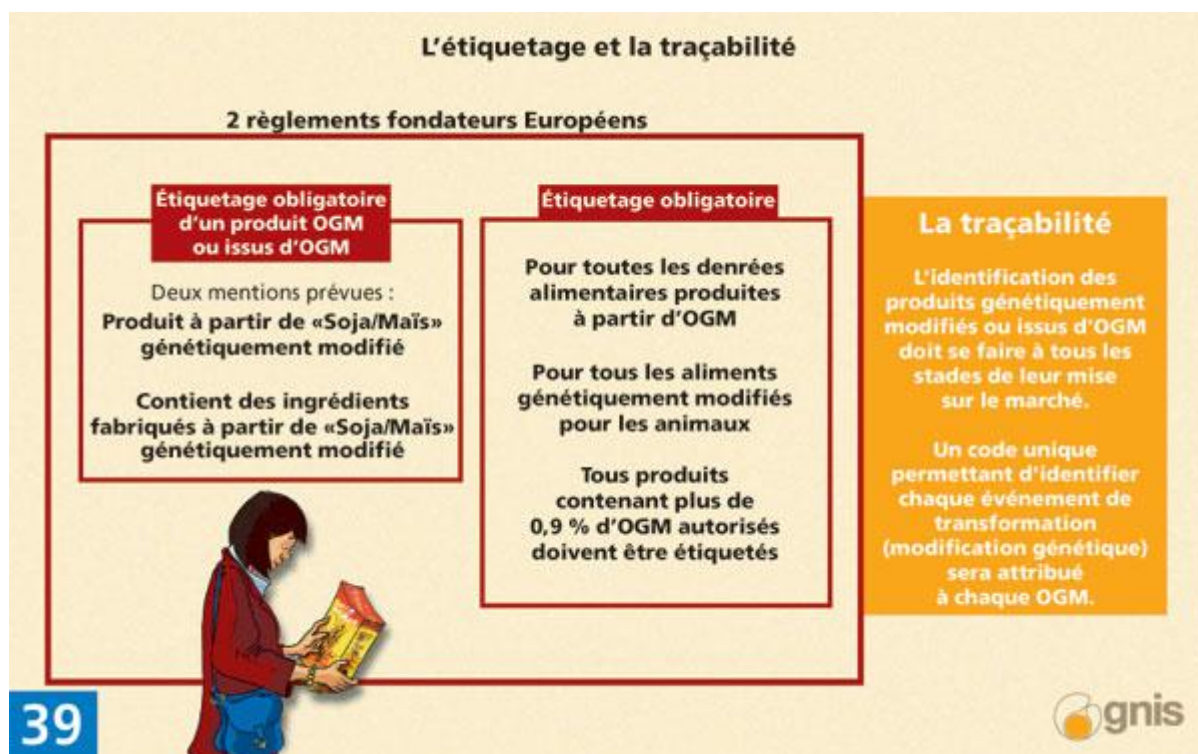 L'étiquetage et la traçabilité
2 règlements fondateurs Européens
Étiquetage obligatoire
d'un produit OGM
ou issus d'OGM
Deux mentions prévues :
Produit à partir de «Soja/Maïs»
génétiquement modifié
Contient des ingrédients
fabriqués à partir de «Soja/Maïs»
génétiquement modifié
Étiquetage obligatoire
Pour toutes les denrées
alimentaires produites
à partir d'OGM
Pour tous les aliments
génétiquement modifiés
pour les animaux
Tous produits
contenant plus de
0,9 % d'OGM autorisés
doivent être étiquetés
La traçabilité
L'identification des
produits génétiquement
modifiés ou issus d'OGM
doit se faire à tous les
stades de leur mise
sur le marché.
Un code unique
permettant d'identifier
chaque événement de
transformation
(modification génétique)
sera attribué
à chaque OGM.
39
gnis